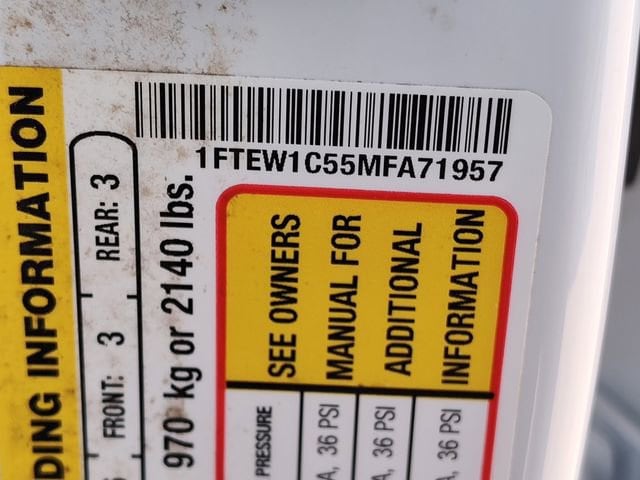 1FTEW1C55MFA71957
DING INFORMATION
FRONT: 3 REAR: 3
970 kg or 2140 lbs.
SEE OWNERS
MANUAL FOR
ADDITIONAL
INFORMATION
PRESSURE
A, 36 PSI
A, 36 PSI
A, 36 PSI